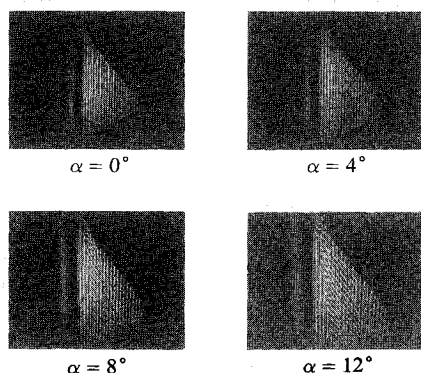 α = 0°
α = 4°
α = 8°
α = 12°